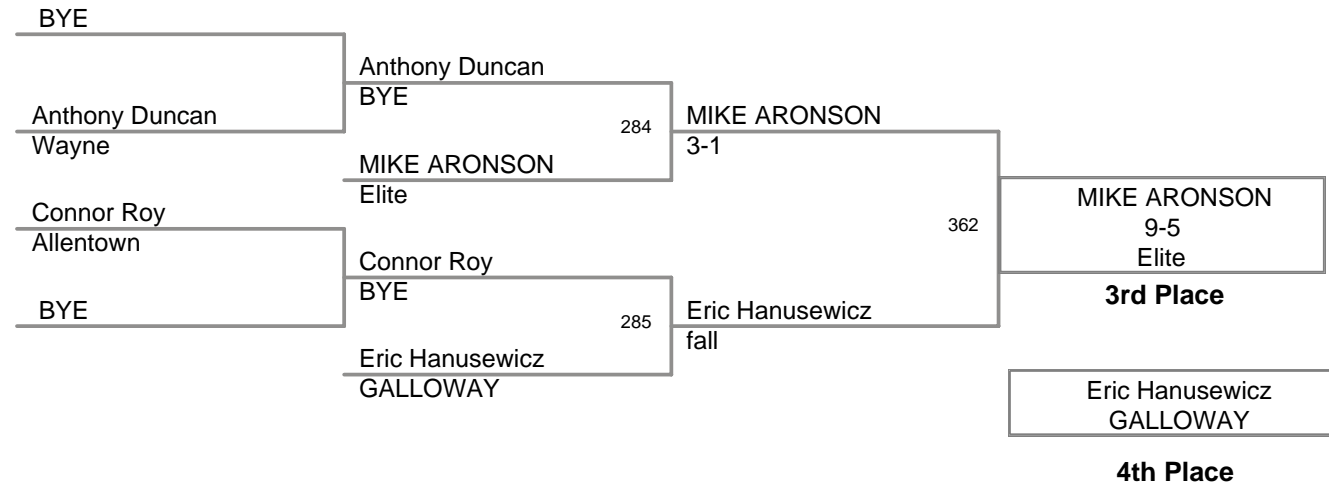 BYE
Anthony Duncan
BYE
Anthony Duncan
Wayne
284
MIKE ARONSON
3-1
MIKE ARONSON
Elite
Connor Roy
Allentown
362
MIKE ARONSON
9-5
Elite
3rd Place
Connor Roy
BYE
BYE
285
Eric Hanusewicz
fall
Eric Hanusewicz
GALLOWAY
Eric Hanusewicz
GALLOWAY
4th Place